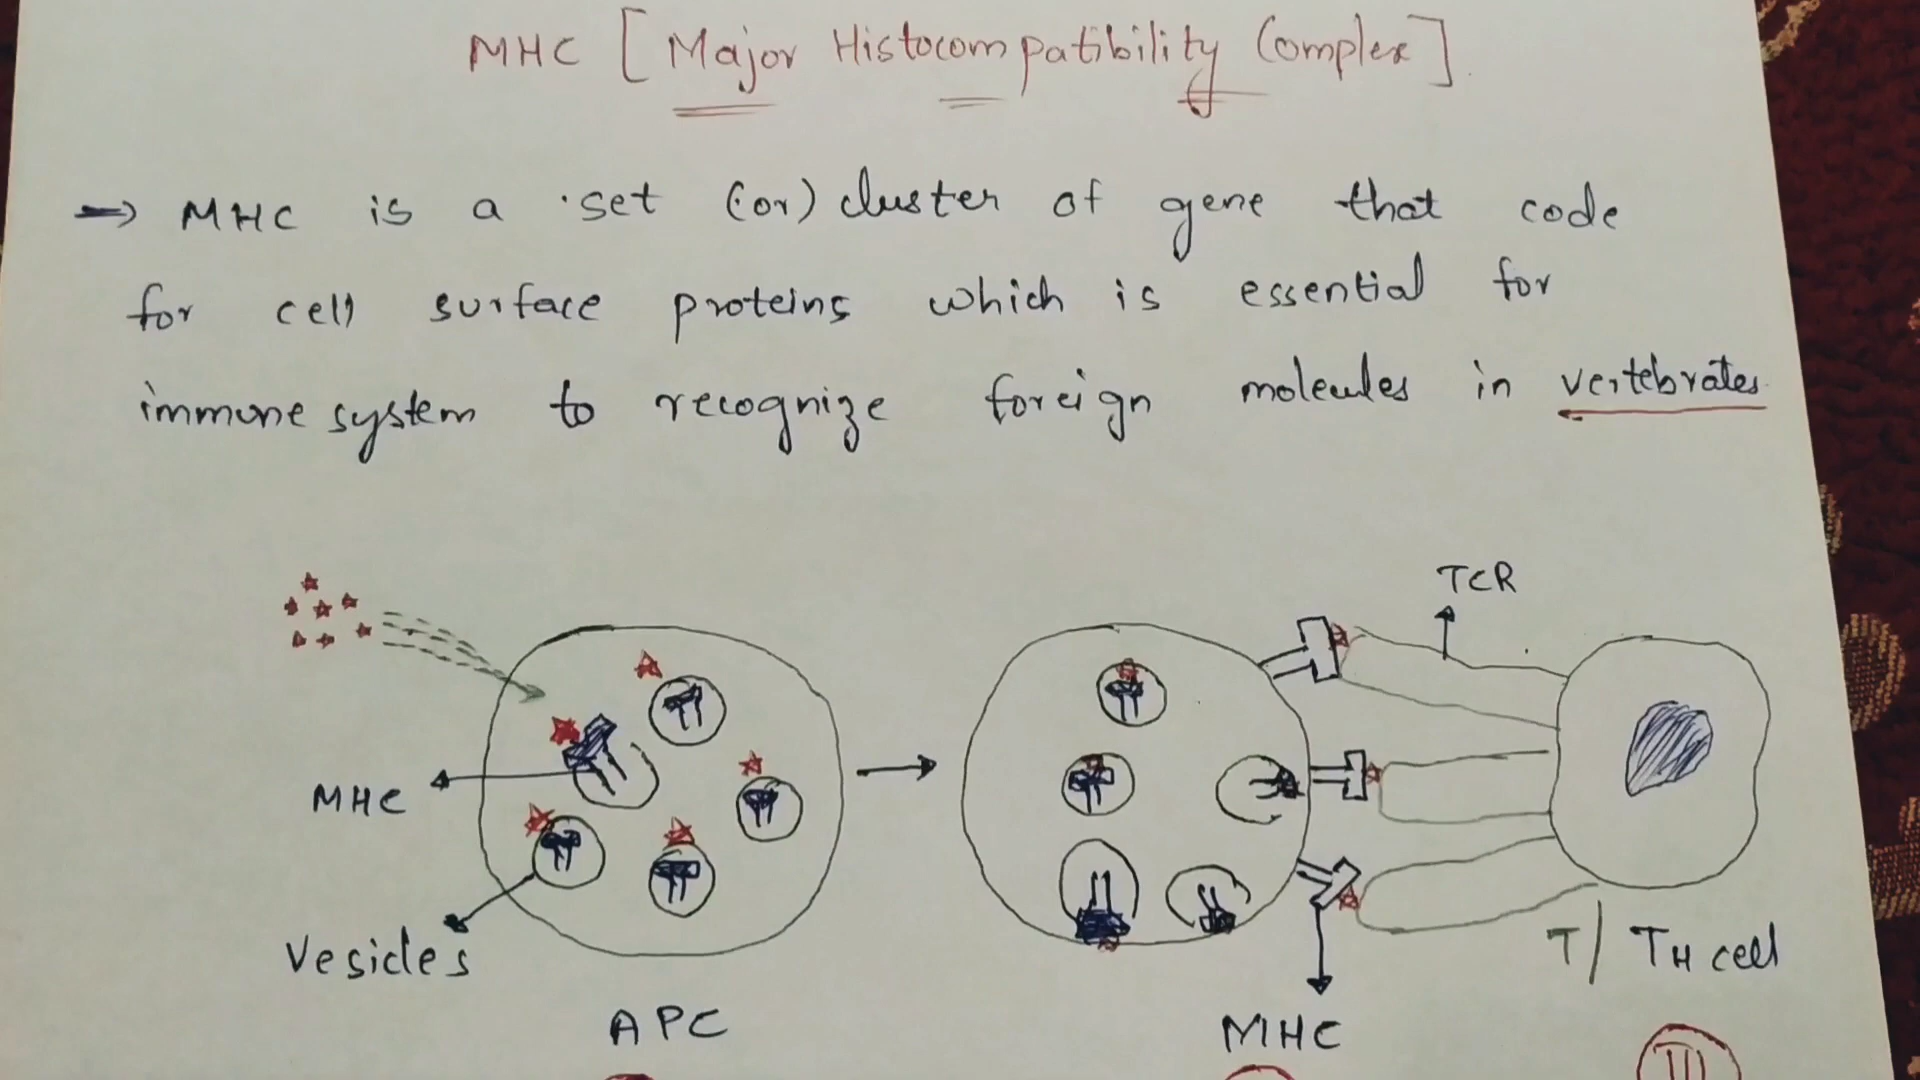 MHC [Major Histocompatibility Complex]
→ MHC is a set (or) cluster of gene that code
for cell surface proteins which is essential for
immune system to recognize foreign molecules in vertebrates
TCR
MHC
Vesicles
T/ TH cell
APC
MHC
III